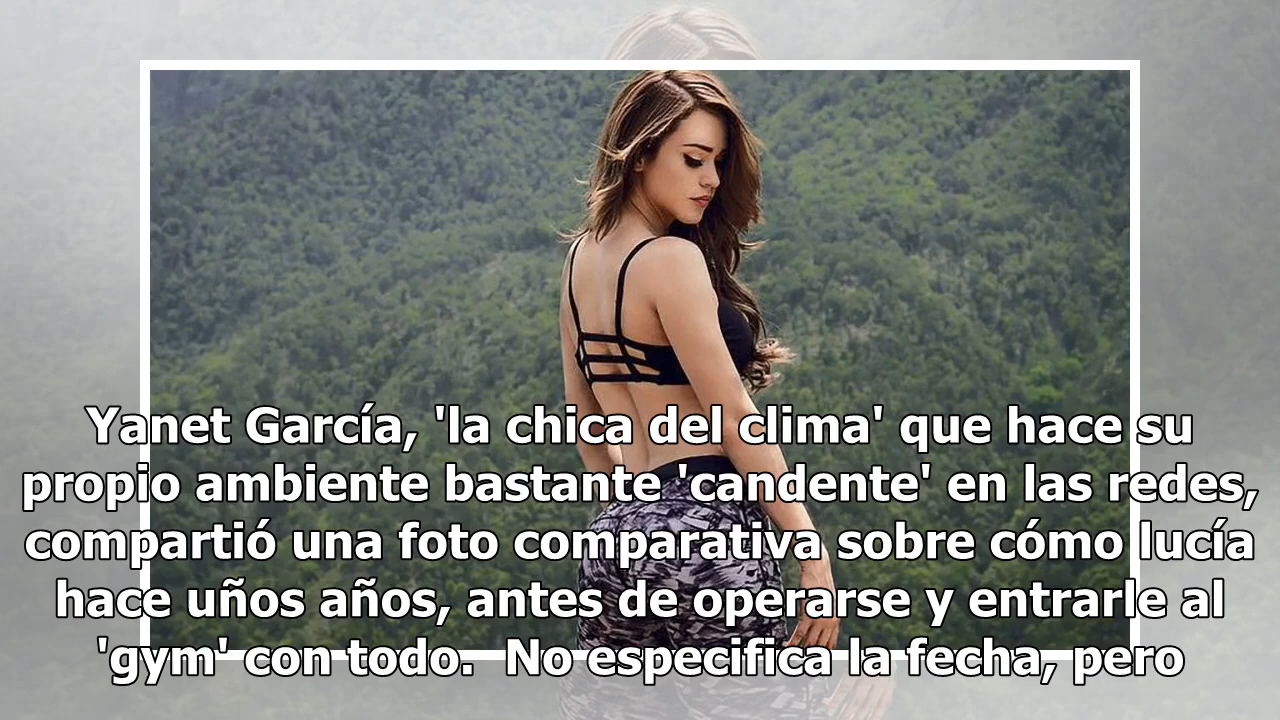 Yanet García, 'la chica del clima' que hace su
propio ambiente bastante 'candente' en las redes,
compartió una foto comparativa sobre cómo lucía
hace uños años, antes de operarse y entrarle al
'gym' con todo.  No especifica la fecha, pero